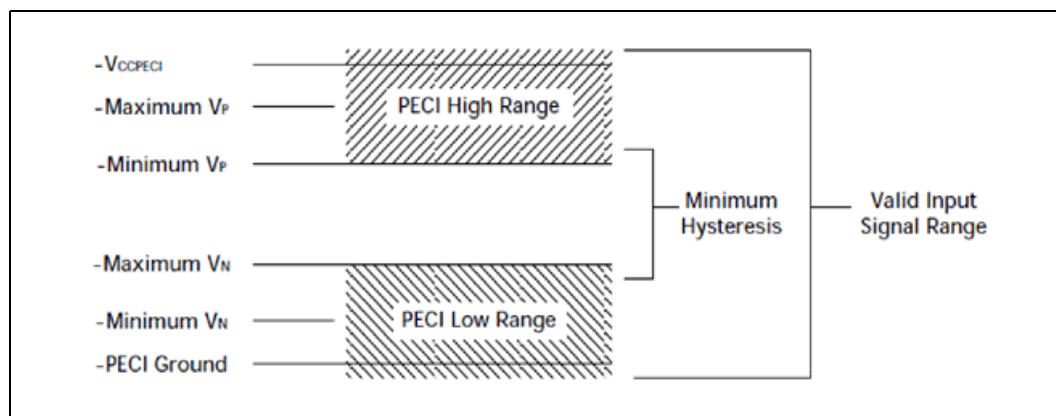 -VCCPECI
-Maximum VP
-Minimum VP
-Maximum VN
-Minimum VN
-PECI Ground
PECI High Range
PECI Low Range
Minimum
Hysteresis
Valid Input
Signal Range